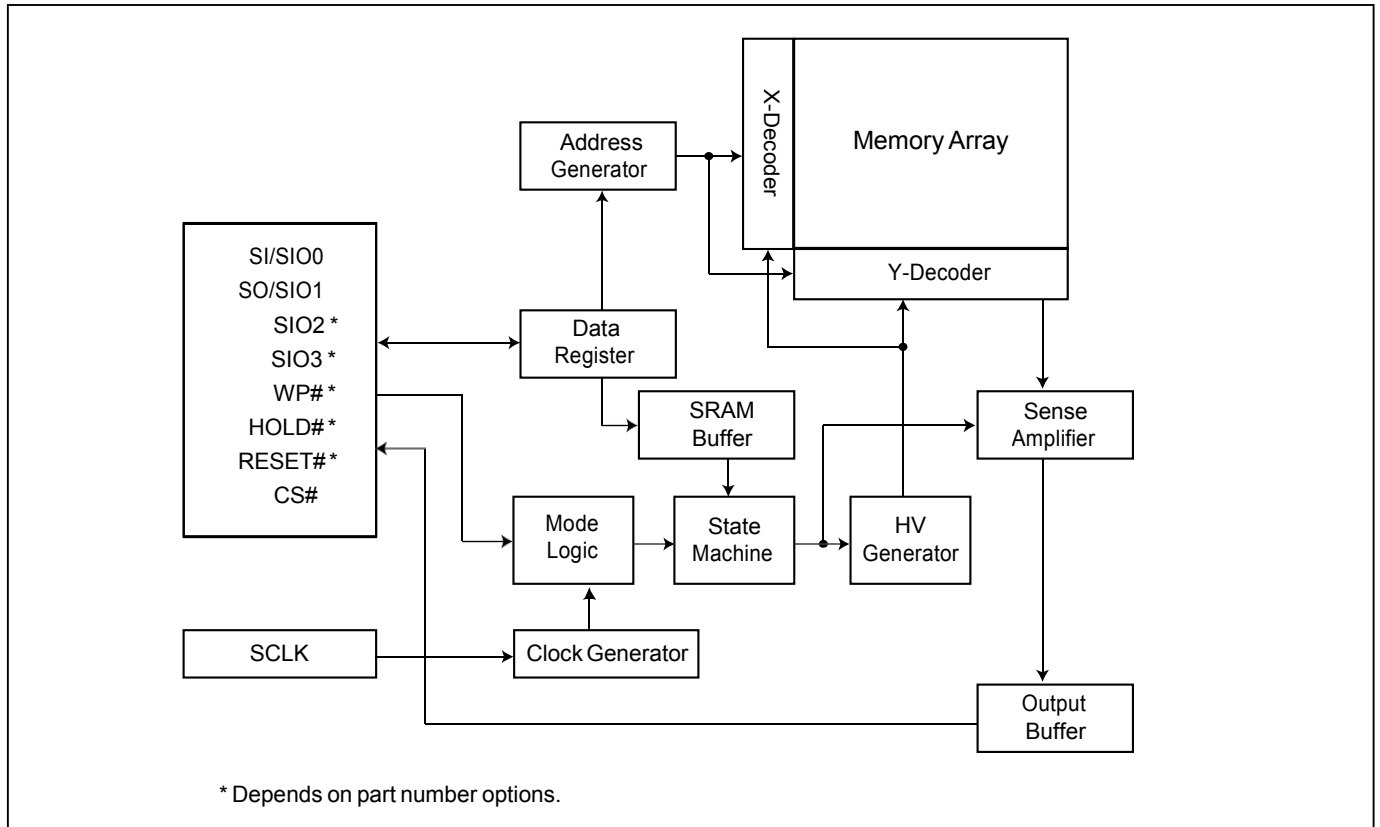 X-Decoder
Memory Array
Address
Generator
Y-Decoder
SI/SIO0
SO/SIO1
SIO2 *
SIO3 *
WP# *
HOLD# *
RESET# *
CS#
Data
Register
SRAM
Buffer
Sense
Amplifier
Mode
Logic
State
Machine
HV
Generator
SCLK
Clock Generator
Output
Buffer
* Depends on part number options.